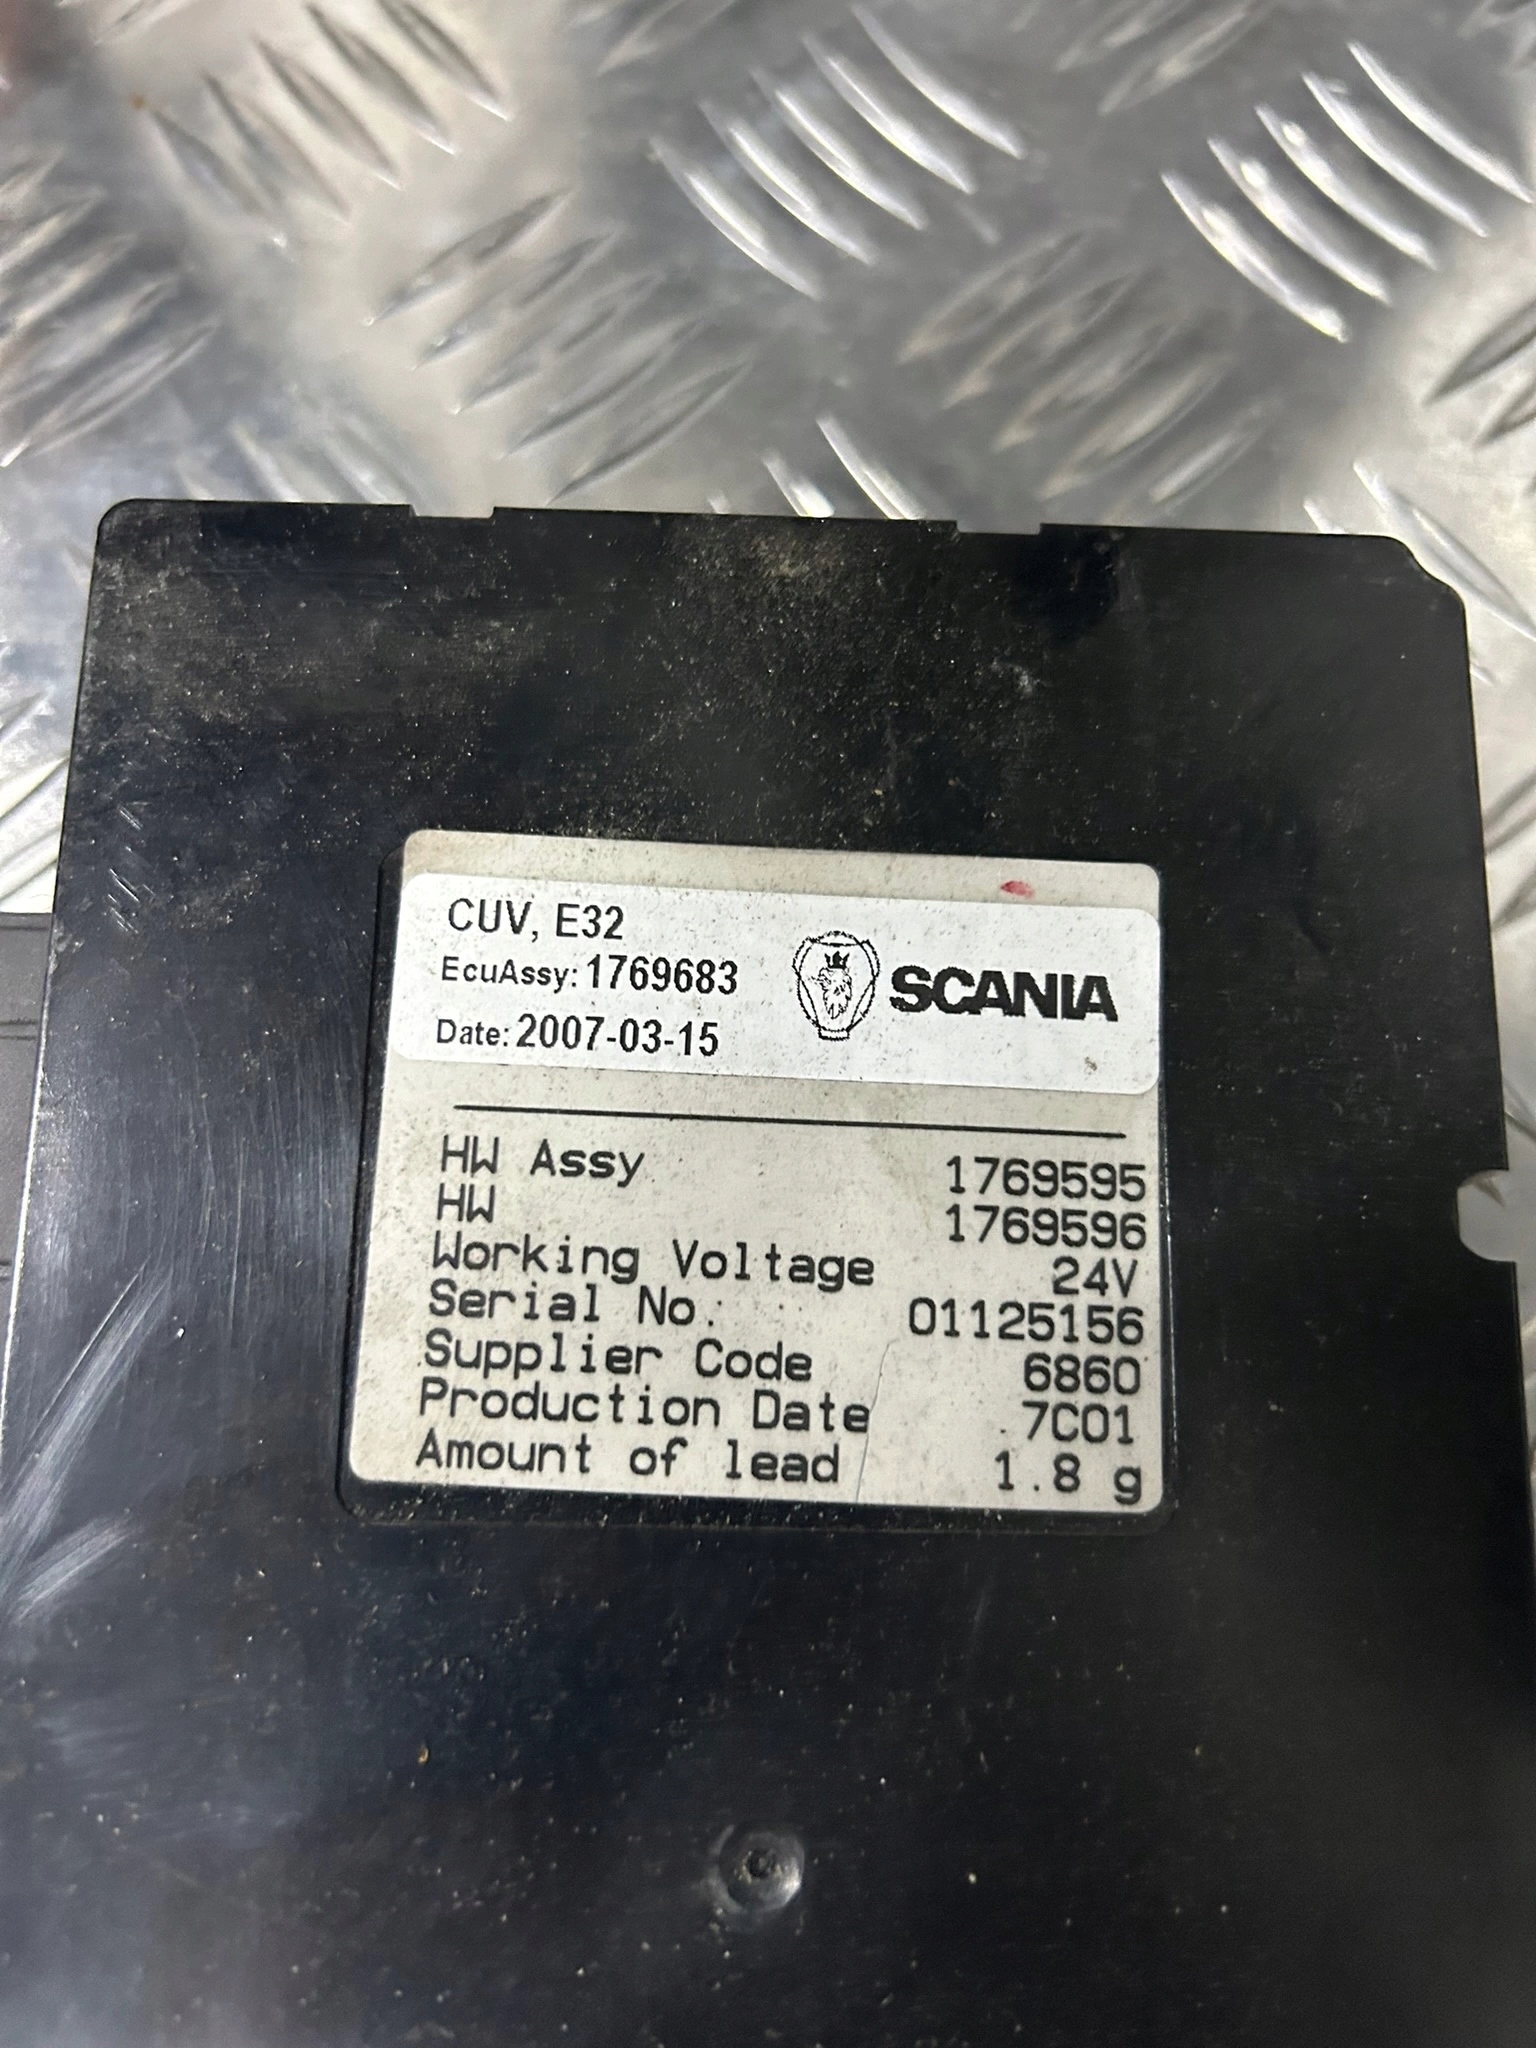 CUV, E32
EcuAssy: 1769683
Date: 2007-03-15
SCANIA
HW Assy 1769595
HW 1769596
Working Voltage 24V
Serial No. 01125156
Supplier Code 6860
Production Date 7C01
Amount of lead 1.8 g